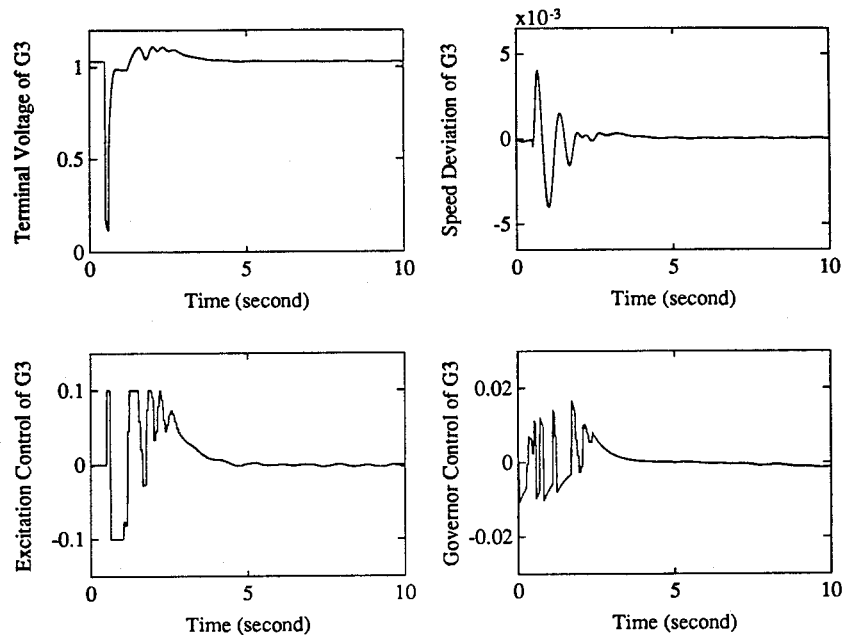 Terminal Voltage of G3
1
0.5
0
0
5
10
Time (second)
x10-3
Speed Deviation of G3
5
0
-5
0
5
10
Time (second)
Excitation Control of G3
0.1
0
-0.1
0
5
10
Time (second)
Governor Control of G3
0.02
0
-0.02
0
5
10
Time (second)